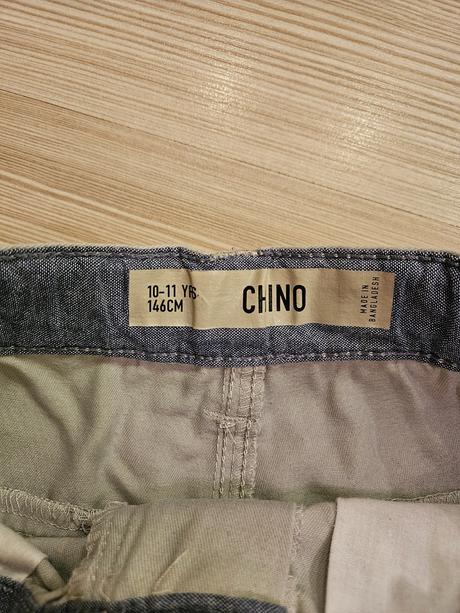 10-11 YRS
146CM
CHINO
MADE IN
BANGLADESH